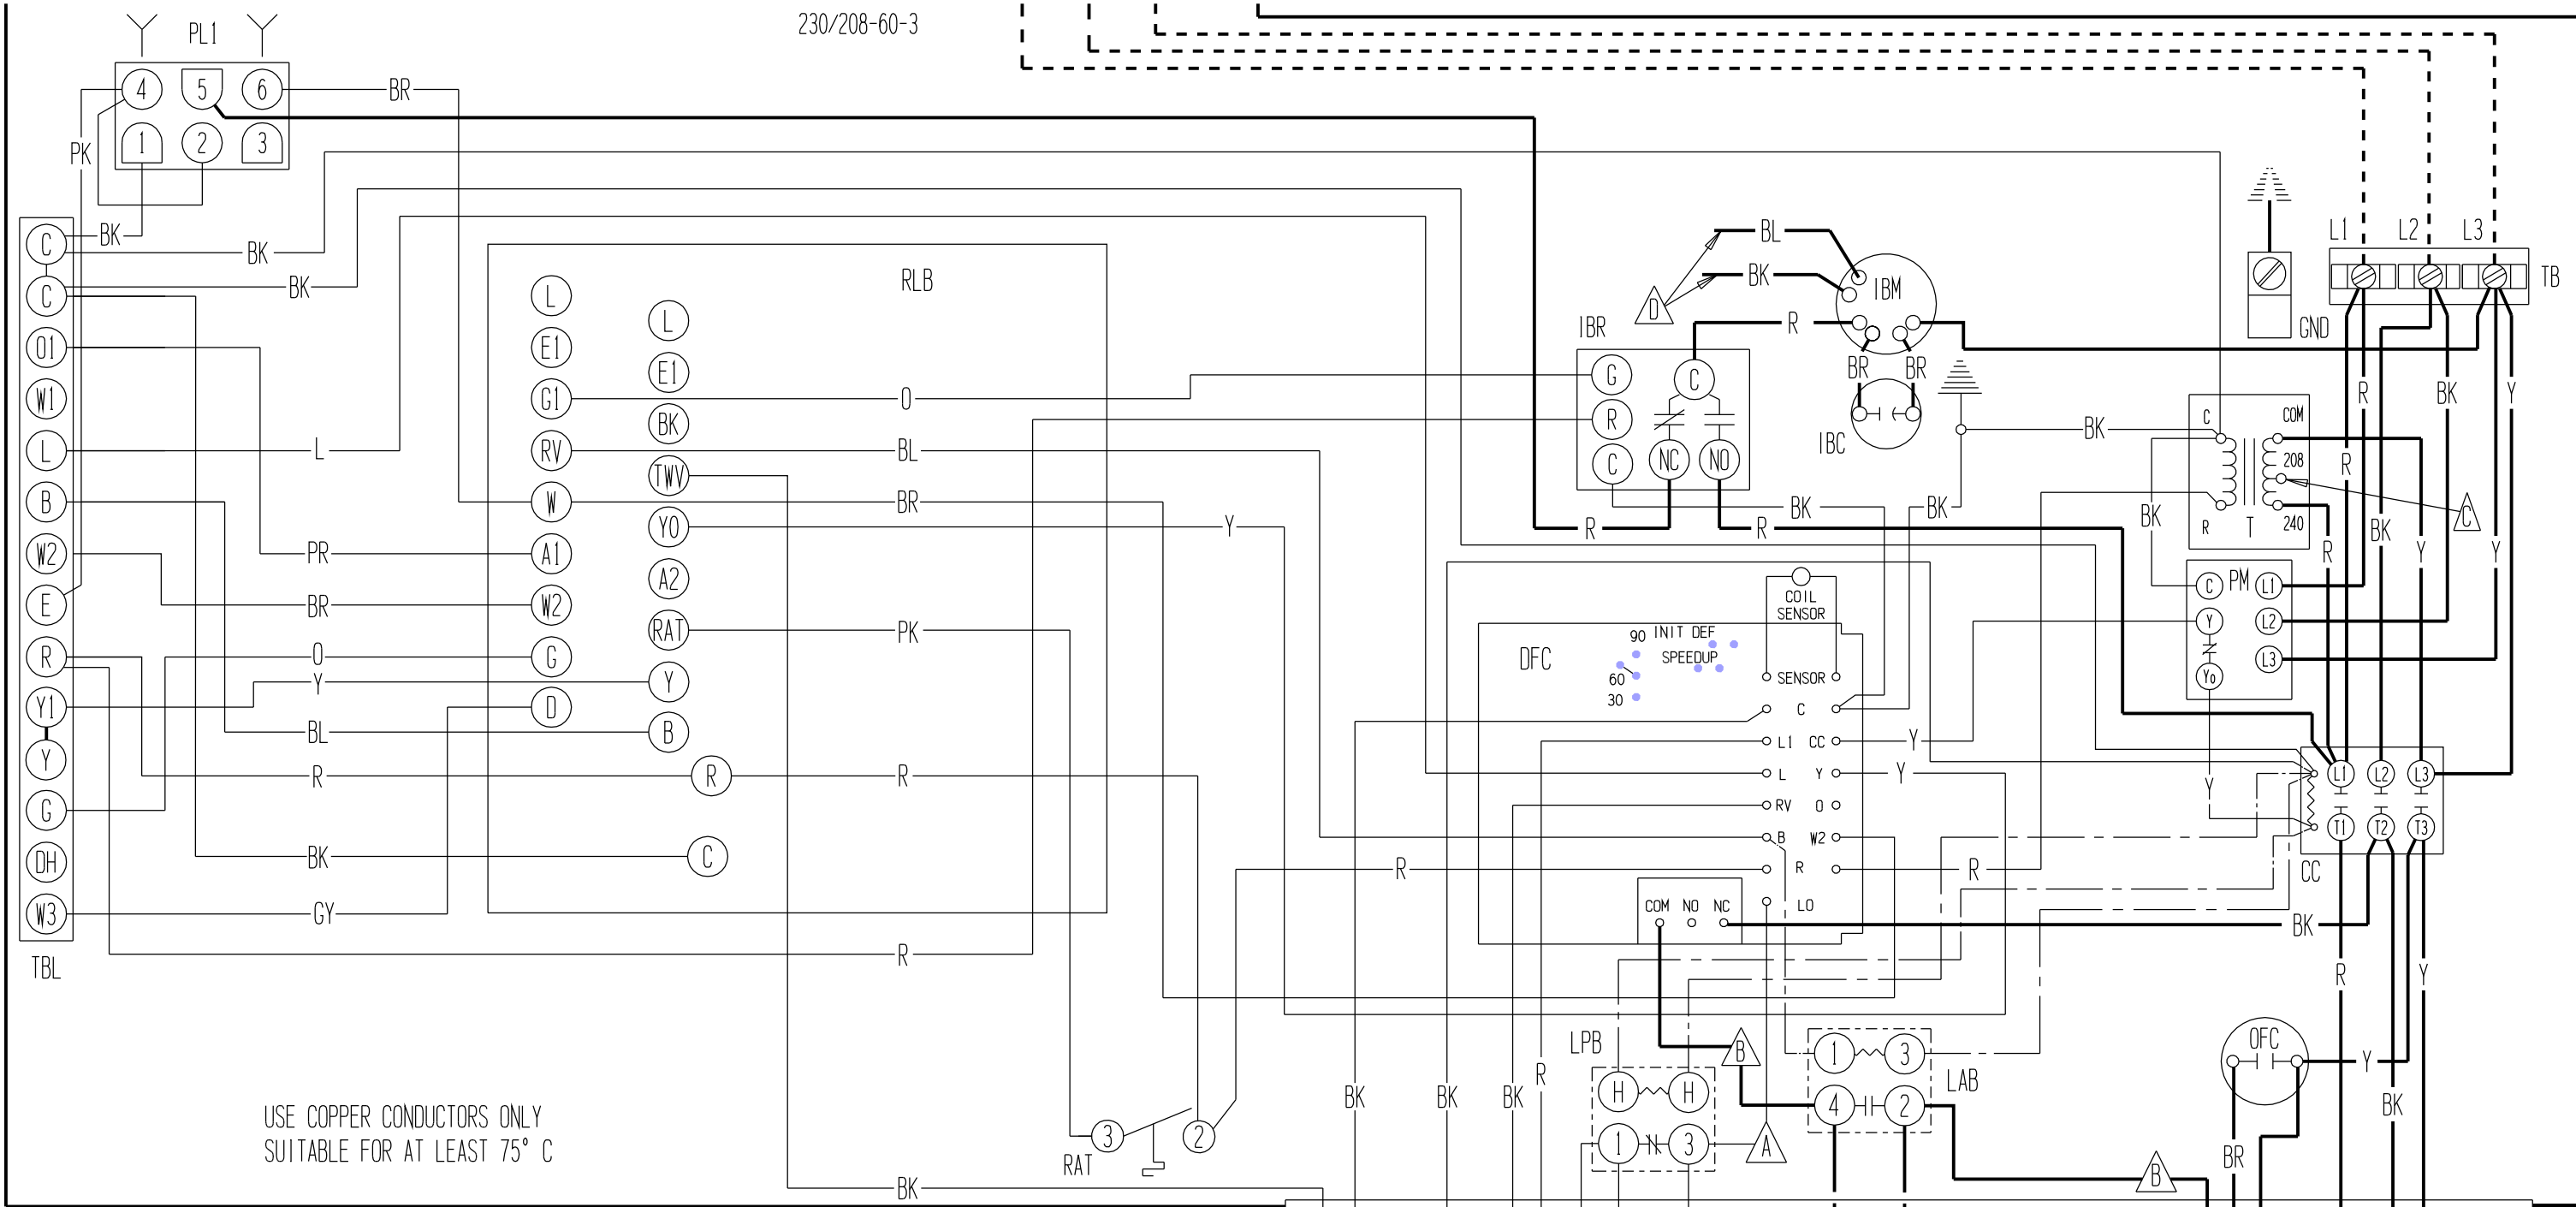 230/208-60-3
PL1
4 5 6
1 2 3
BR
PK
BK
BK
BK
C
C
O1
W1
L
B
W2
E
R
Y1
Y
G
DH
W3
TBL
L
PR
BR
O
Y
BL
R
BK
GY
RLB
L
E1
G1
RV
W
A1
W2
G
D
L
E1
BK
TWV
YO
A2
RAT
Y
B
R
C
O
BL
BR
Y
PK
R
R
R
BK
RAT
3 2
USE COPPER CONDUCTORS ONLY
SUITABLE FOR AT LEAST 75° C
D
BL
BK
IBM
R
BR BR
IBC
IBR
G
R
C
C
NC NO
R
BK
R
BK
BK
L1 L2 L3
TB
GND
R BK Y
R
BK
Y
Y
R
BK
C COM
208
R T 240
C
PM
C L1
Y L2
Y0 L3
Y
L1 L2 L3
T1 T2 T3
CC
COIL
SENSOR
DFC
90 INIT DEF
SPEEDUP
60
30
SENSOR
C
L1 CC
L Y
RV O
B W2
R
LO
COM NO NC
Y
Y
R
BK
R Y
LPB
H H
1 3
A
B
1 3
4 2
LAB
B
BK
BK
BK
R
OFC
Y
BR
BK